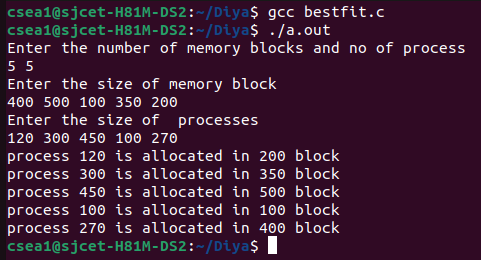 csea1@sjcet-H81M-DS2:~/Diya$ gcc bestfit.c
csea1@sjcet-H81M-DS2:~/Diya$ ./a.out
Enter the number of memory blocks and no of process
5 5
Enter the size of memory block
400 500 100 350 200
Enter the size of  processes
120 300 450 100 270
process 120 is allocated in 200 block
process 300 is allocated in 350 block
process 450 is allocated in 500 block
process 100 is allocated in 100 block
process 270 is allocated in 400 block
csea1@sjcet-H81M-DS2:~/Diya$